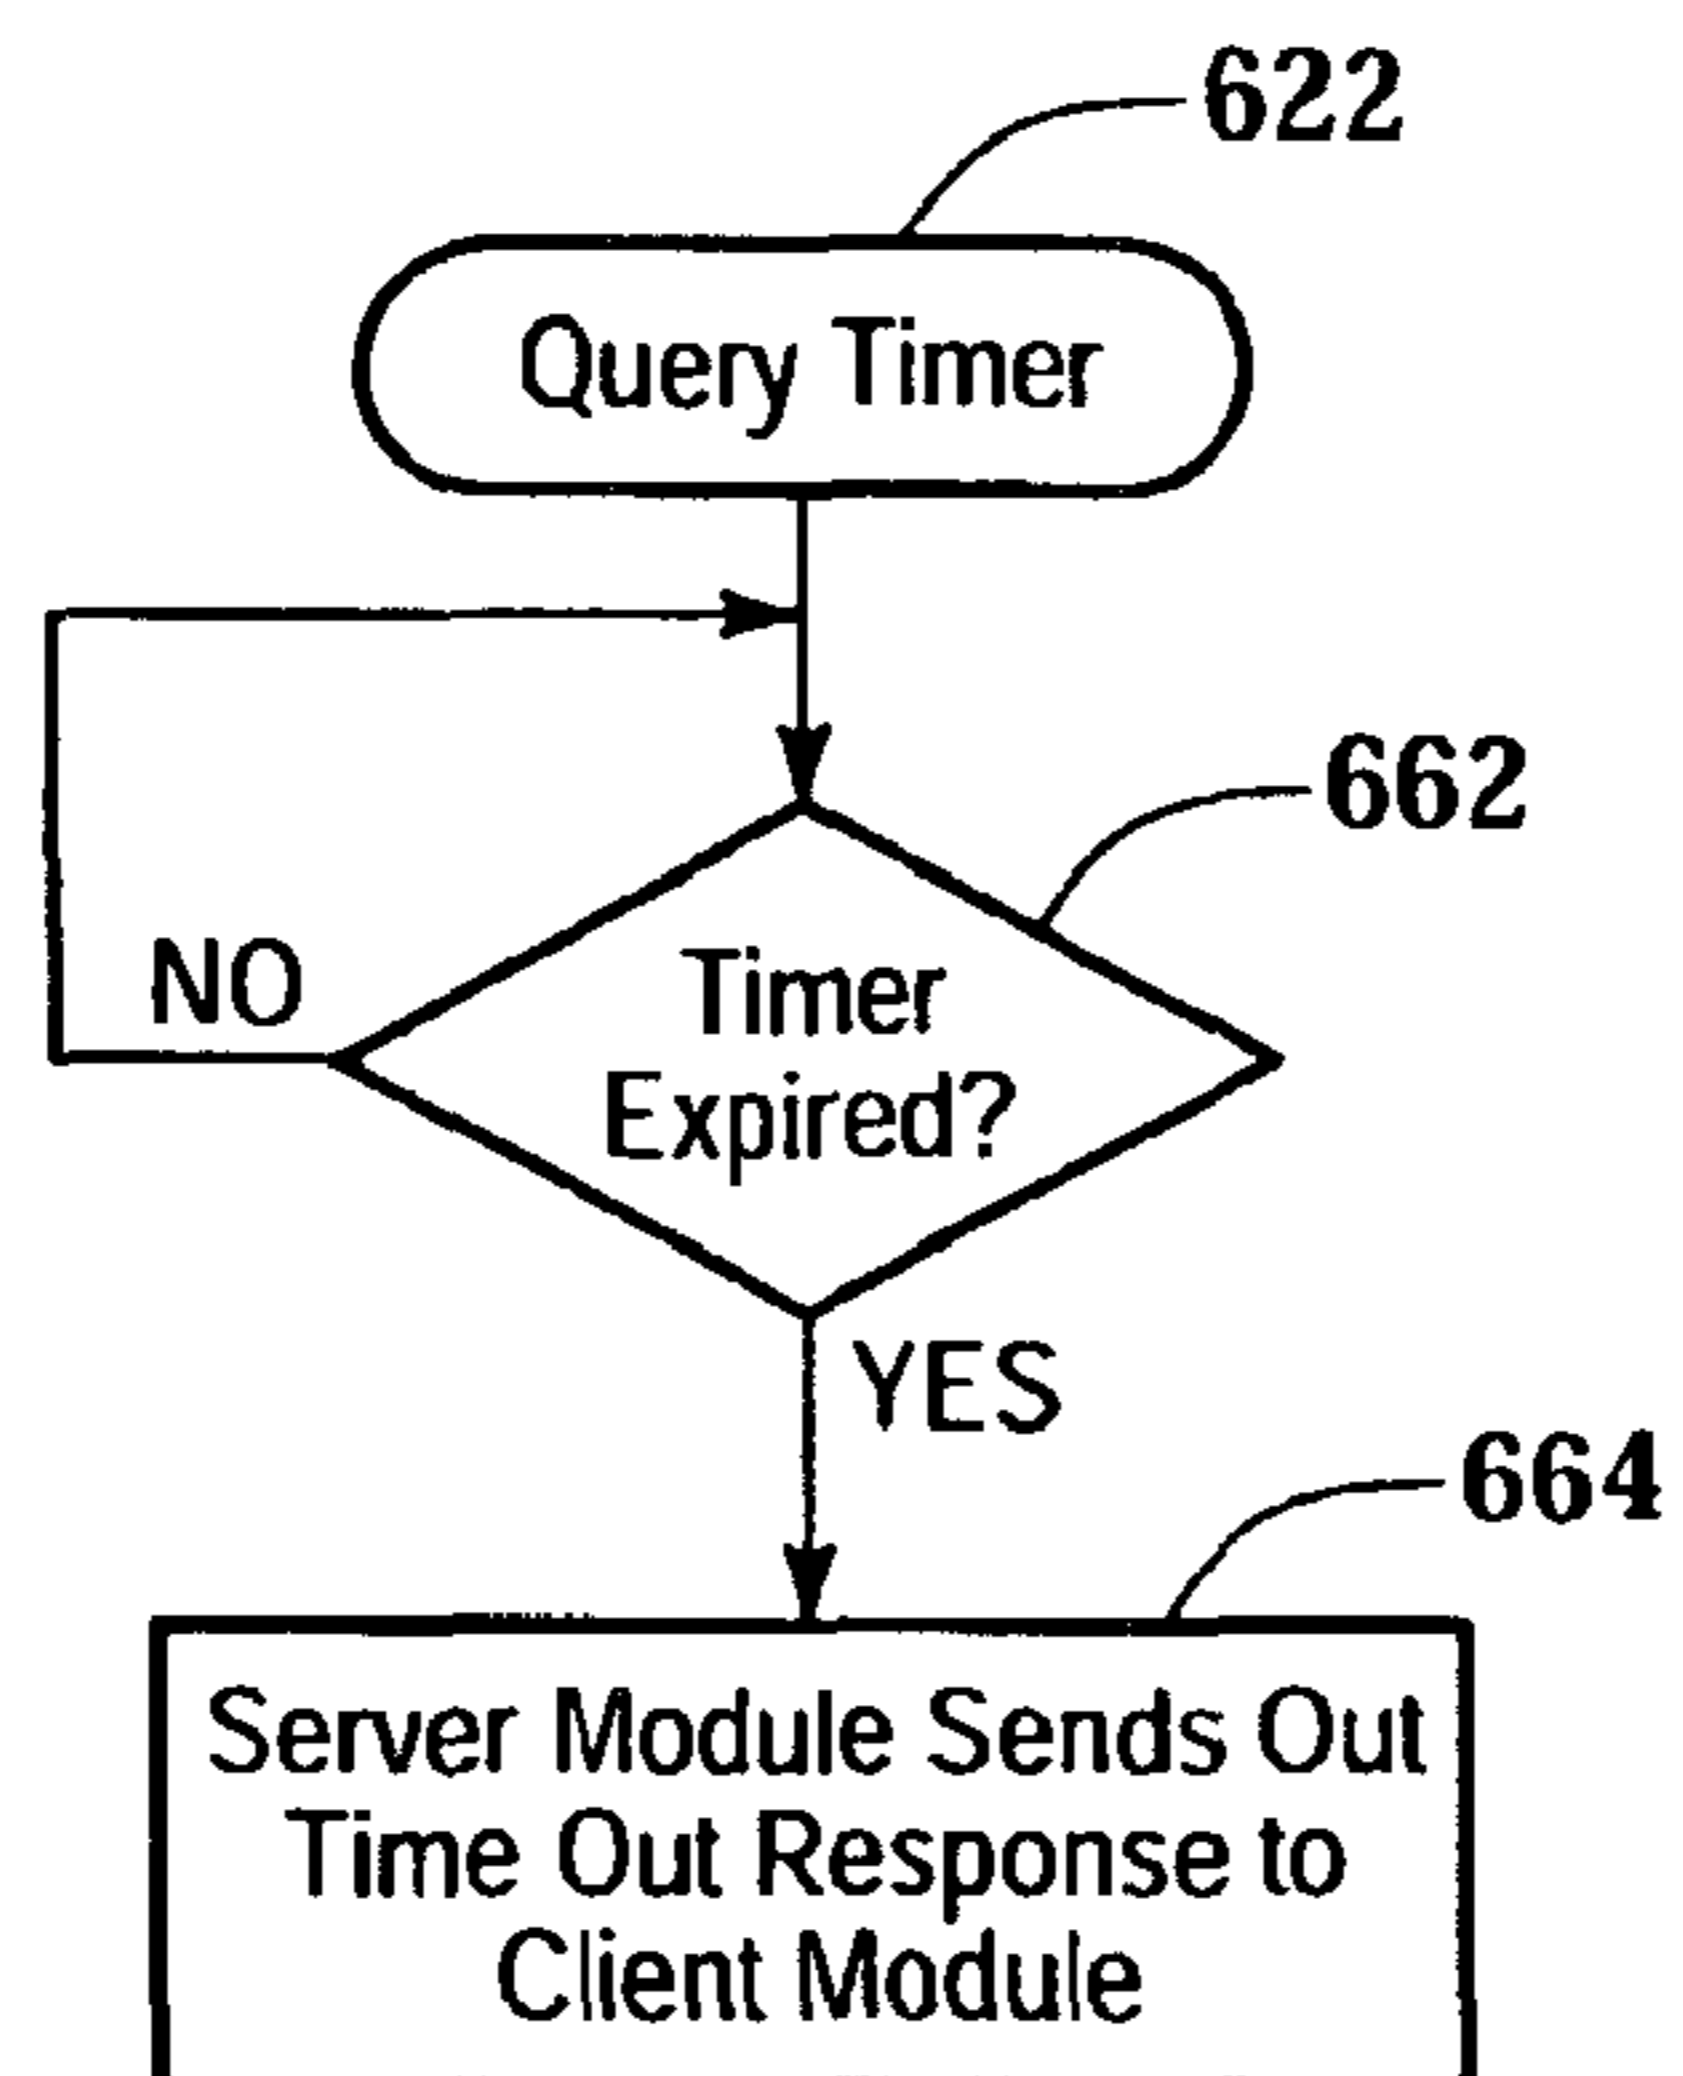 622
Query Timer
662
NO
Timer
Expired?
YES
664
Server Module Sends Out
Time Out Response to
Client Module